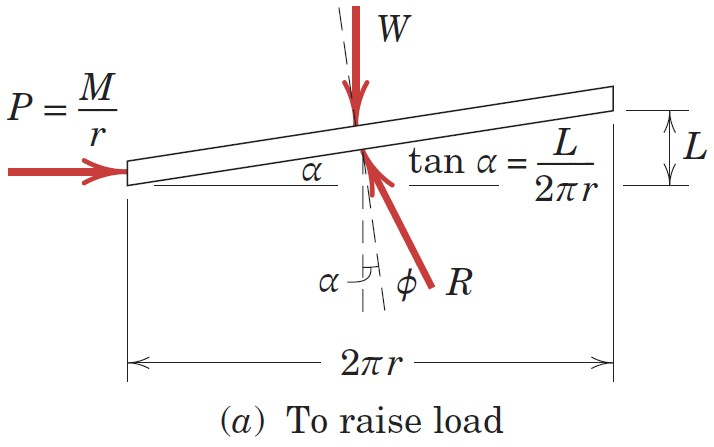 W
P = M/r
L
α
tan α = L/2πr
α
ϕ
R
2πr
(a) To raise load